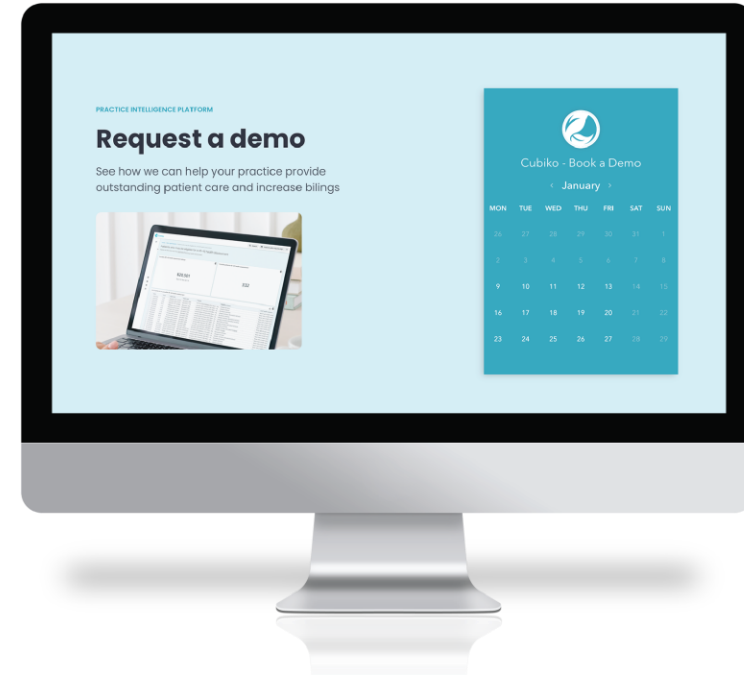 PRACTICE INTELLIGENCE PLATFORM
Request a demo
See how we can help your practice provide
outstanding patient care and increase bilings
Cubiko - Book a Demo
‹ January ›
MON TUE WED THU FRI SAT SUN
26 27 28 29 30 31 1
2 3 4 5 6 7 8
9 10 11 12 13 14 15
16 17 18 19 20 21 22
23 24 25 26 27 28 29